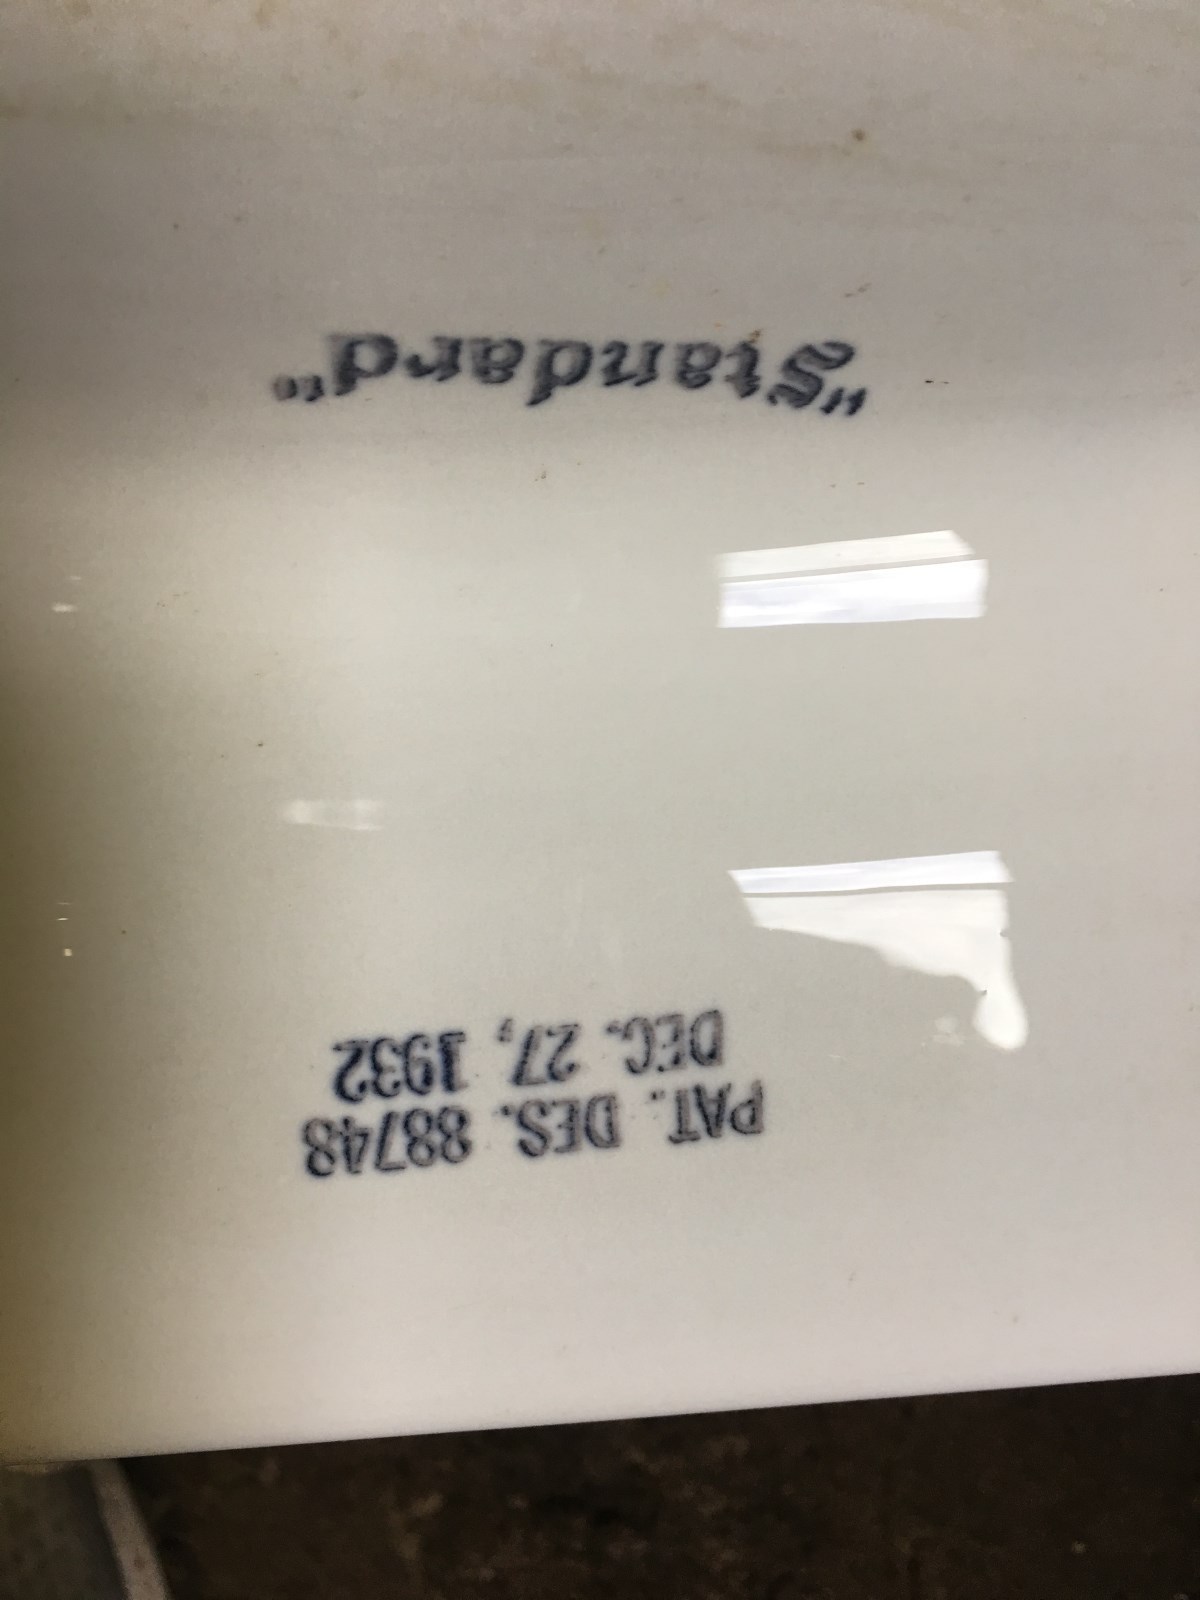 PAT. DES. 88748
DEC. 27, 1932
"Standard"